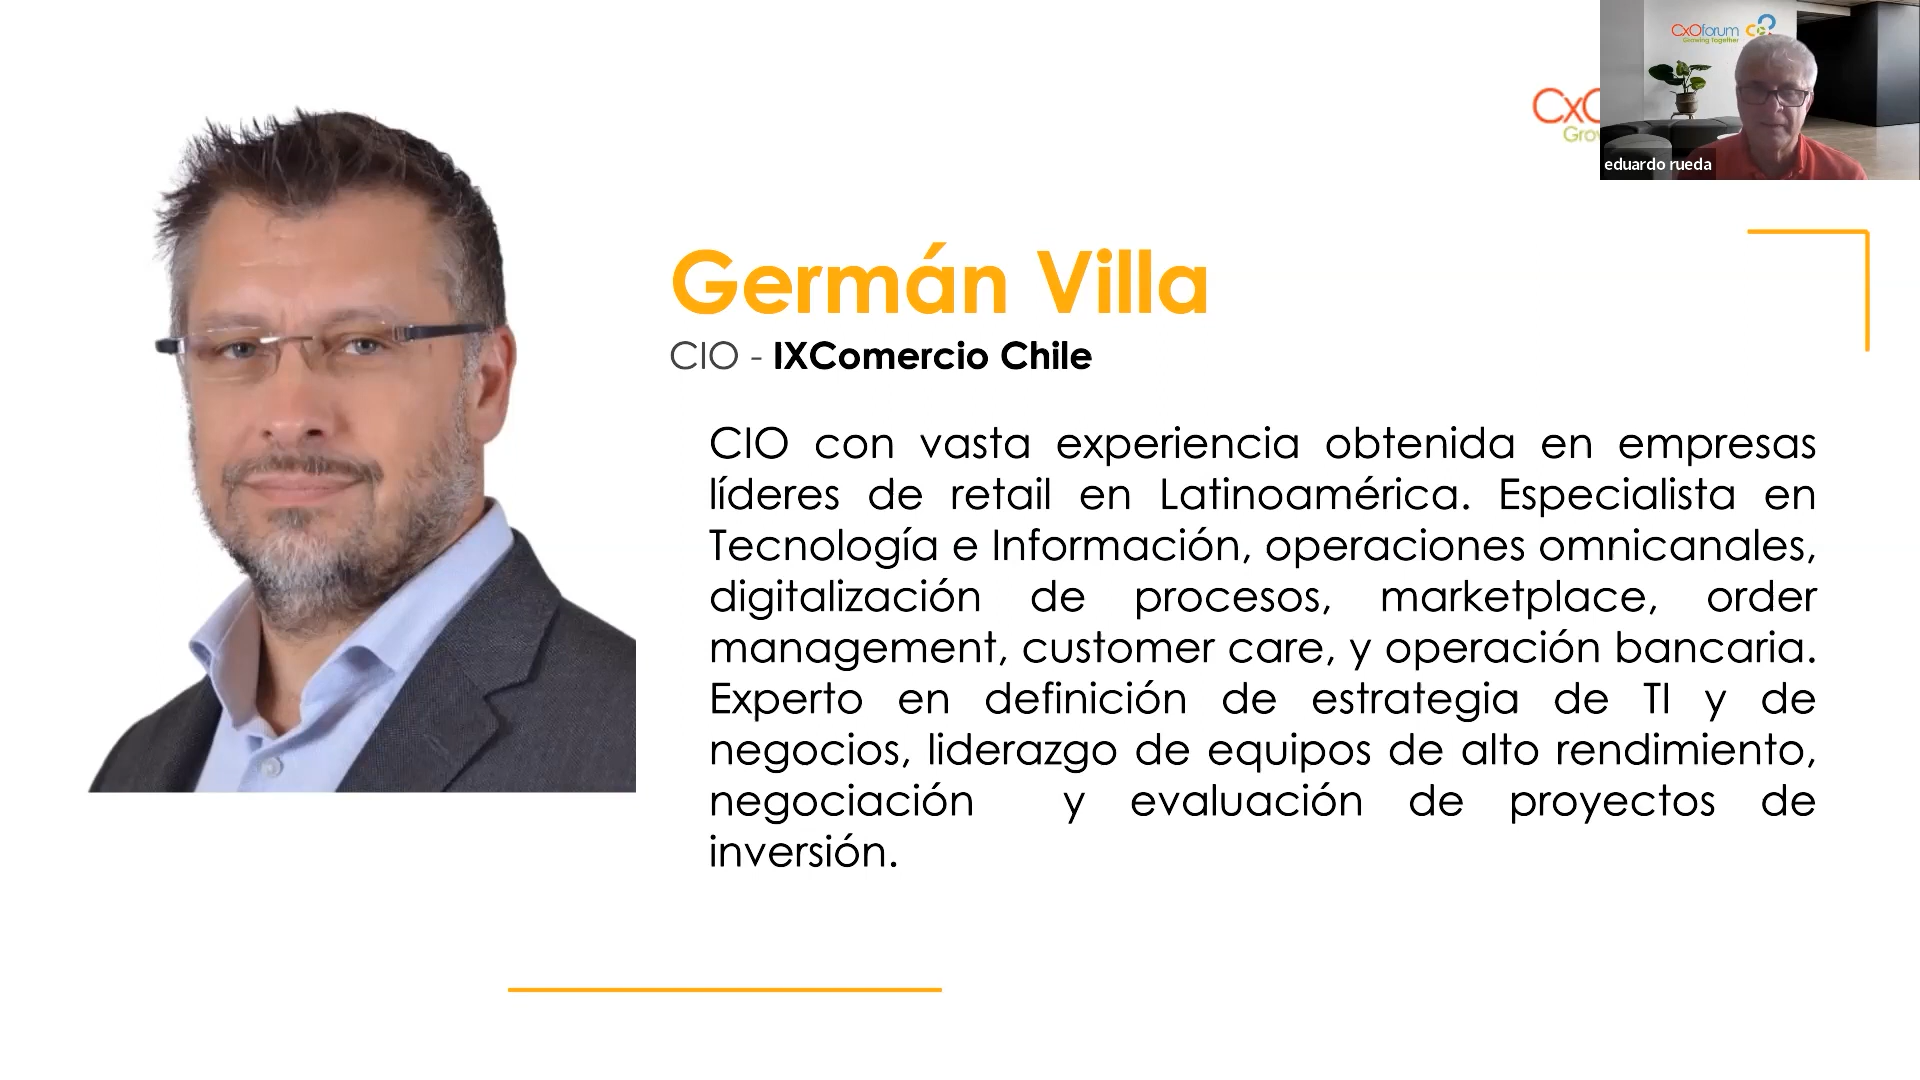 CxOforum
Growing Together
eduardo rueda
Germán Villa
CIO - IXComercio Chile
CIO con vasta experiencia obtenida en empresas
líderes de retail en Latinoamérica. Especialista en
Tecnología e Información, operaciones omnicanales,
digitalización de procesos, marketplace, order
management, customer care, y operación bancaria.
Experto en definición de estrategia de TI y de
negocios, liderazgo de equipos de alto rendimiento,
negociación y evaluación de proyectos de
inversión.